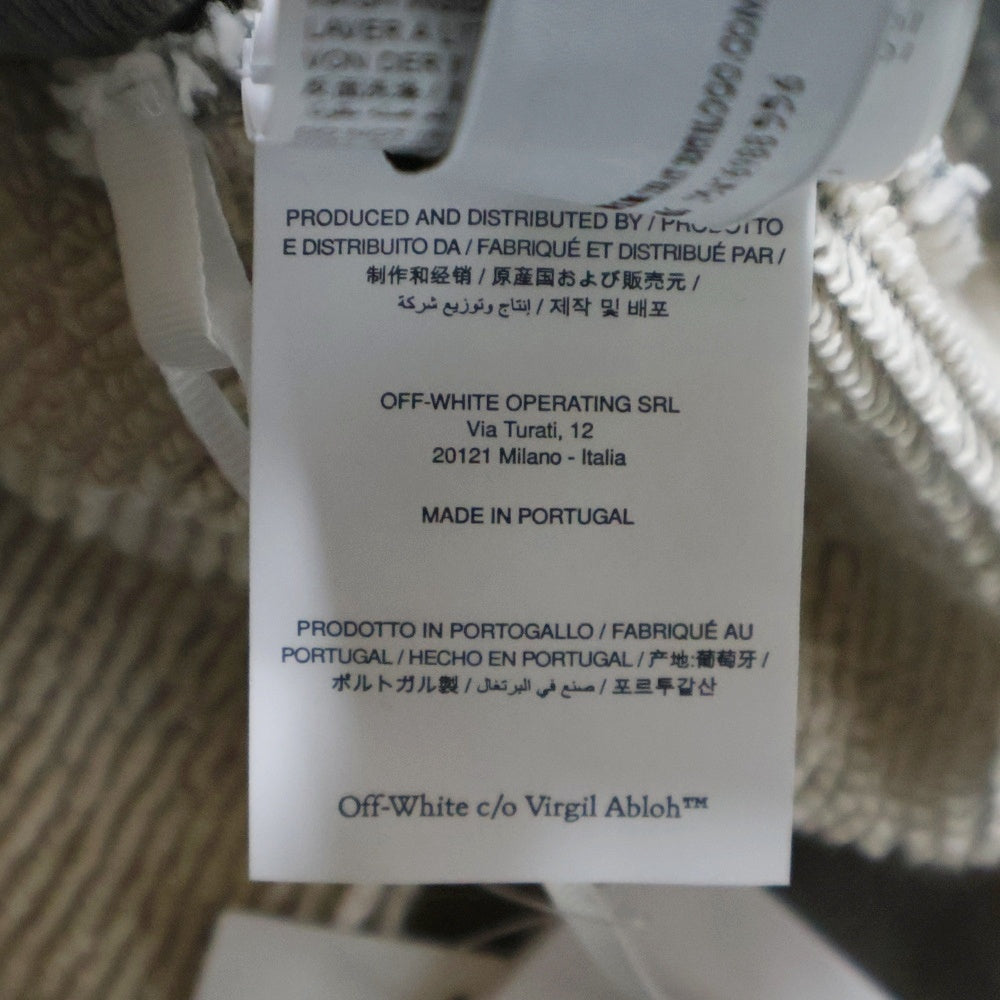 LAVER A L
VON DER
PRODUCED AND DISTRIBUTED BY / PRODOTTO
E DISTRIBUITO DA / FABRIQUÉ ET DISTRIBUÉ PAR /
制作和经销 / 原産国および販売元 /
إنتاج وتوزيع شركة / 제작 및 배포
OFF-WHITE OPERATING SRL
Via Turati, 12
20121 Milano - Italia
MADE IN PORTUGAL
PRODOTTO IN PORTOGALLO / FABRIQUÉ AU
PORTUGAL / HECHO EN PORTUGAL / 产地:葡萄牙 /
ポルトガル製 / صنع في البرتغال / 포르투갈산
Off-White c/o Virgil Abloh™